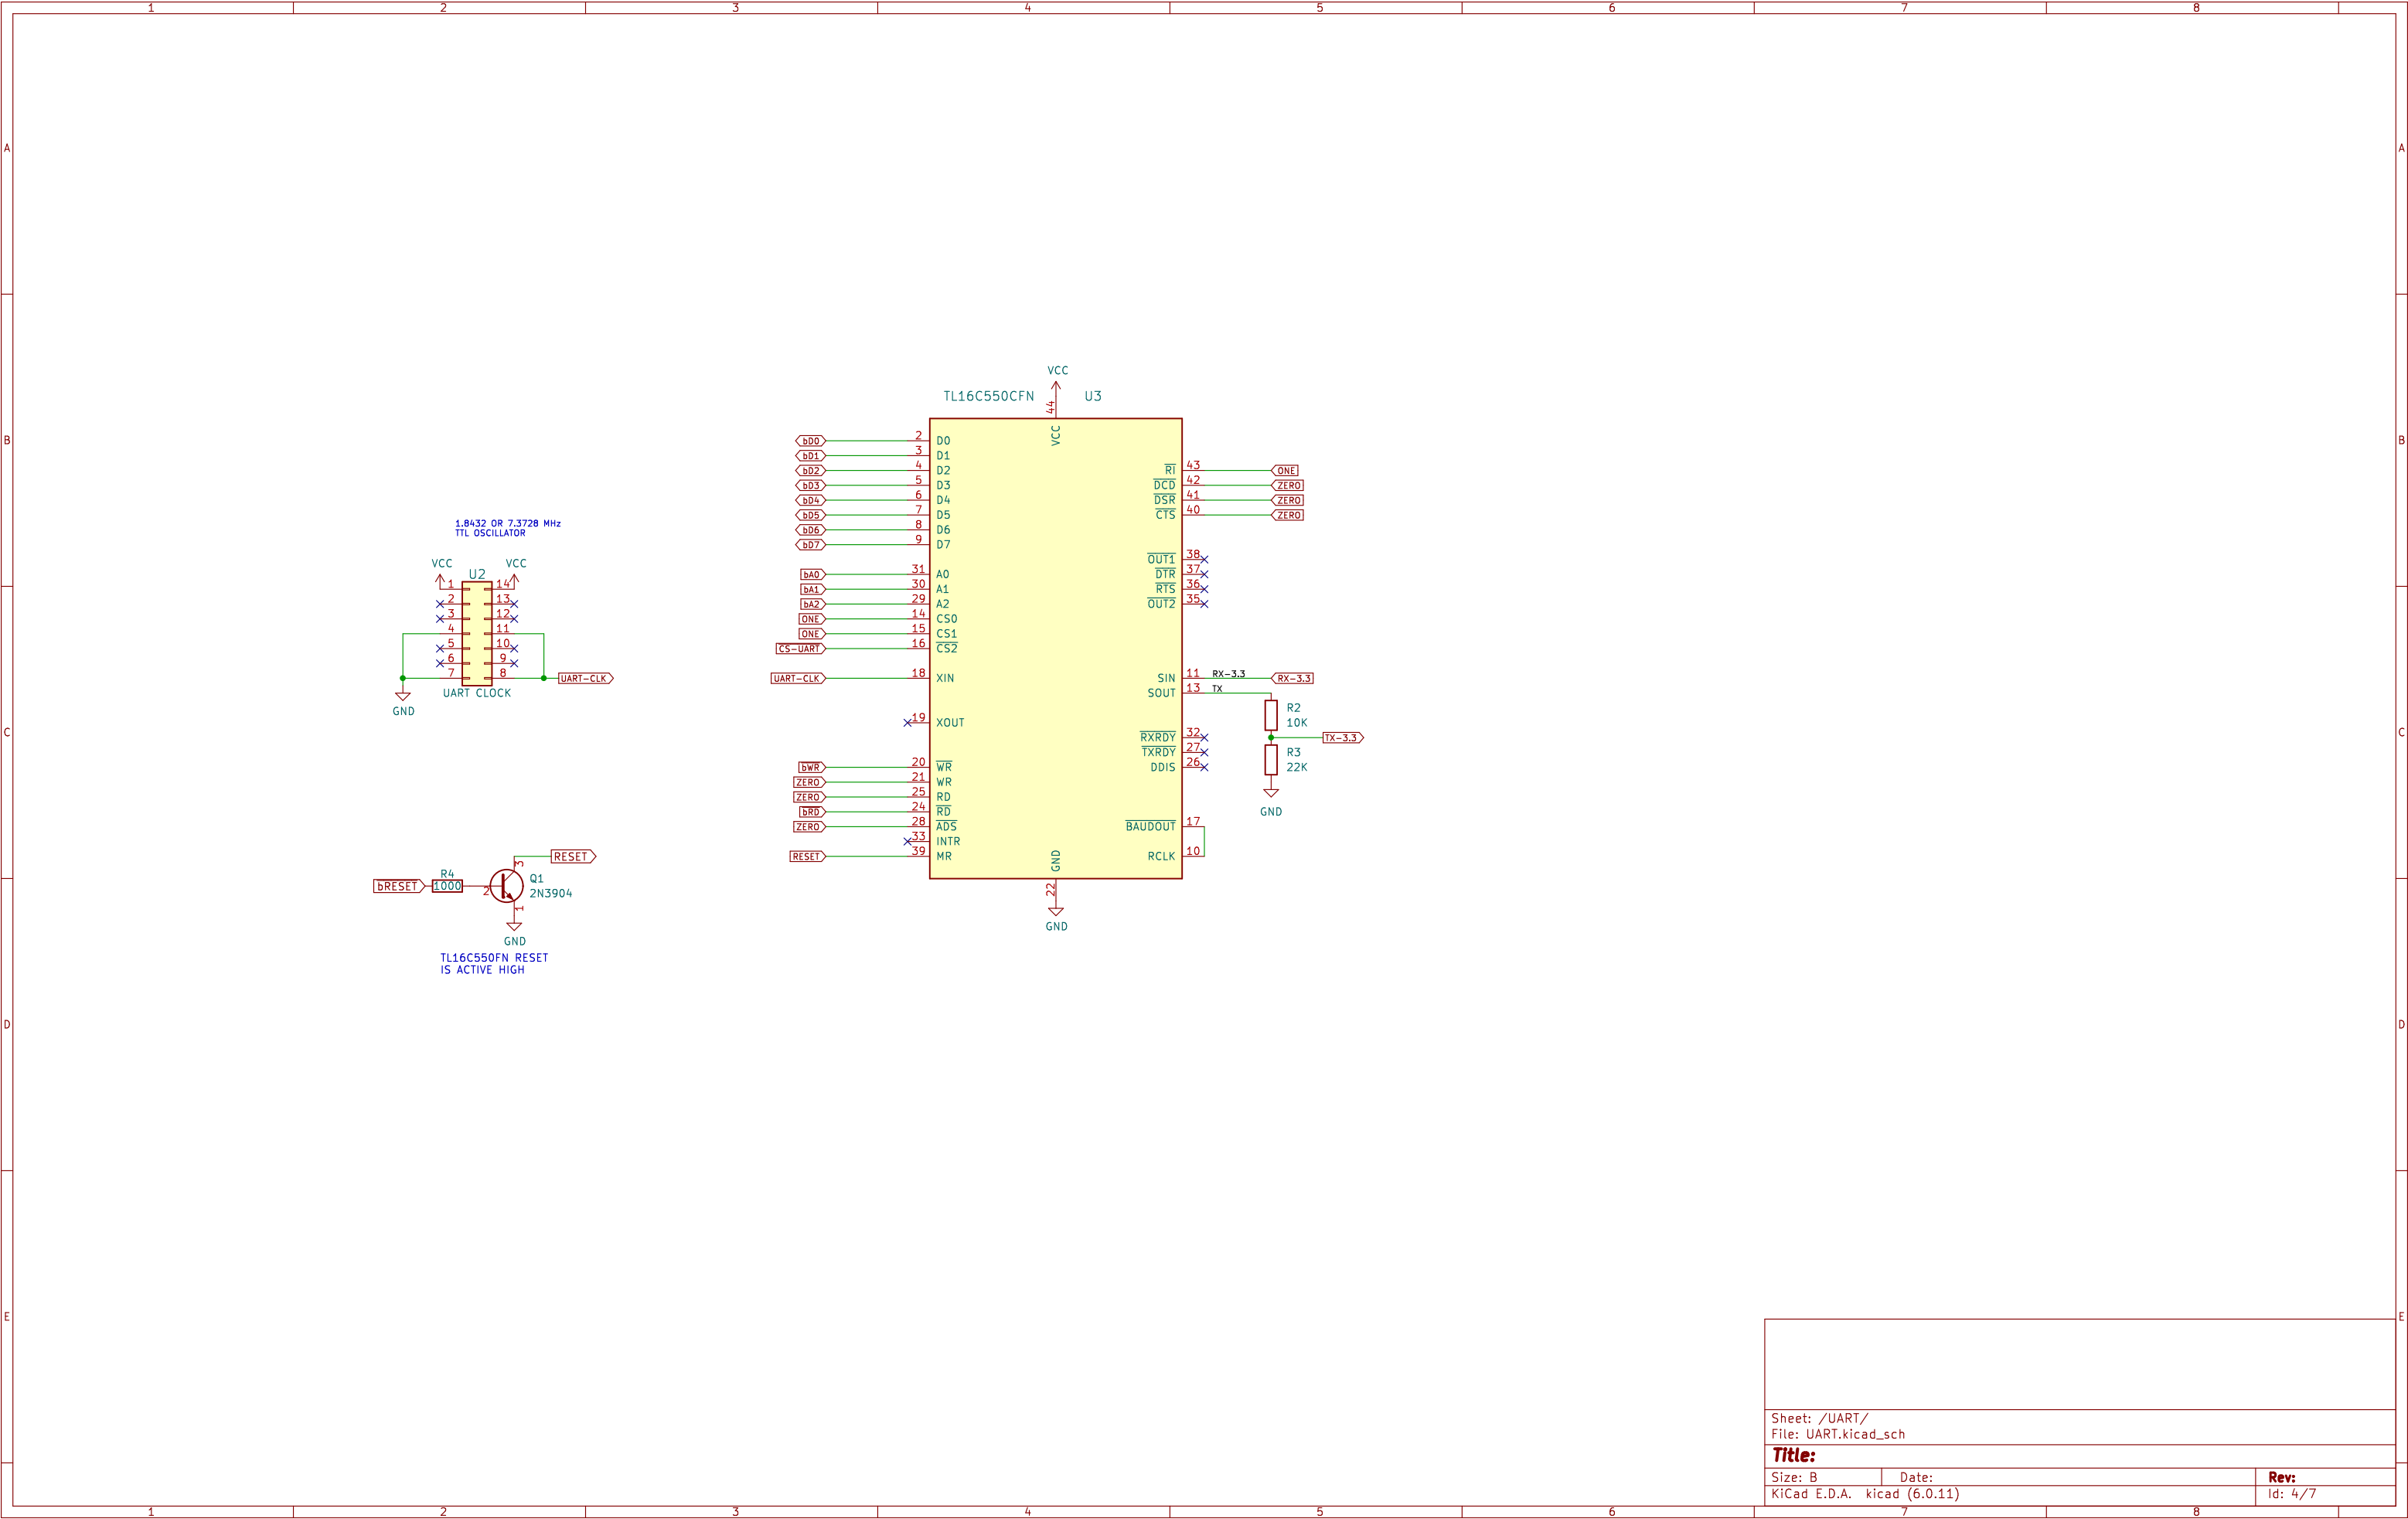 1 2 3 4 5 6 7 8
A A
B B
C C
D D
E E
1.8432 OR 7.3728 MHz
TTL OSCILLATOR
VCC VCC
U2
1 14
2 13
3 12
4 11
5 10
6 9
7 8
UART-CLK
UART CLOCK
GND
bRESET
R4
1000
2
3
1
RESET
Q1
2N3904
GND
TL16C550FN RESET
IS ACTIVE HIGH
VCC
TL16C550CFN U3
44
VCC
bD0 2 D0
bD1 3 D1
bD2 4 D2
bD3 5 D3
bD4 6 D4
bD5 7 D5
bD6 8 D6
bD7 9 D7
bA0 31 A0
bA1 30 A1
bA2 29 A2
ONE 14 CS0
ONE 15 CS1
CS-UART 16 CS2
UART-CLK 18 XIN
19 XOUT
bWR 20 WR
ZERO 21 WR
ZERO 25 RD
bRD 24 RD
ZERO 28 ADS
33 INTR
RESET 39 MR
RI 43 ONE
DCD 42 ZERO
DSR 41 ZERO
CTS 40 ZERO
OUT1 38
DTR 37
RTS 36
OUT2 35
SIN 11 RX-3.3 RX-3.3
SOUT 13 TX
R2
10K
TX-3.3
R3
22K
GND
RXRDY 32
TXRDY 27
DDIS 26
BAUDOUT 17
RCLK 10
GND
22
GND
Sheet: /UART/
File: UART.kicad_sch
Title:
Size: B Date: Rev:
KiCad E.D.A. kicad (6.0.11) Id: 4/7
1 2 3 4 5 6 7 8